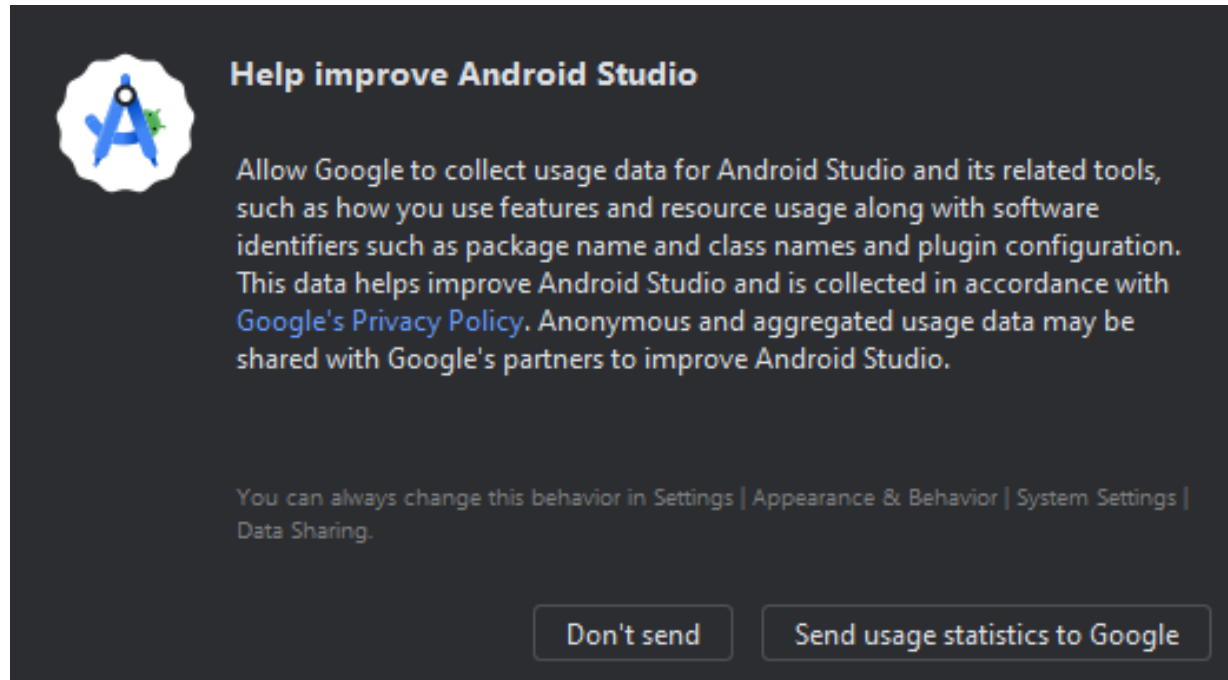 Help improve Android Studio
Allow Google to collect usage data for Android Studio and its related tools,
such as how you use features and resource usage along with software
identifiers such as package name and class names and plugin configuration.
This data helps improve Android Studio and is collected in accordance with
Google's Privacy Policy. Anonymous and aggregated usage data may be
shared with Google's partners to improve Android Studio.
You can always change this behavior in Settings | Appearance & Behavior | System Settings |
Data Sharing.
Don't send
Send usage statistics to Google